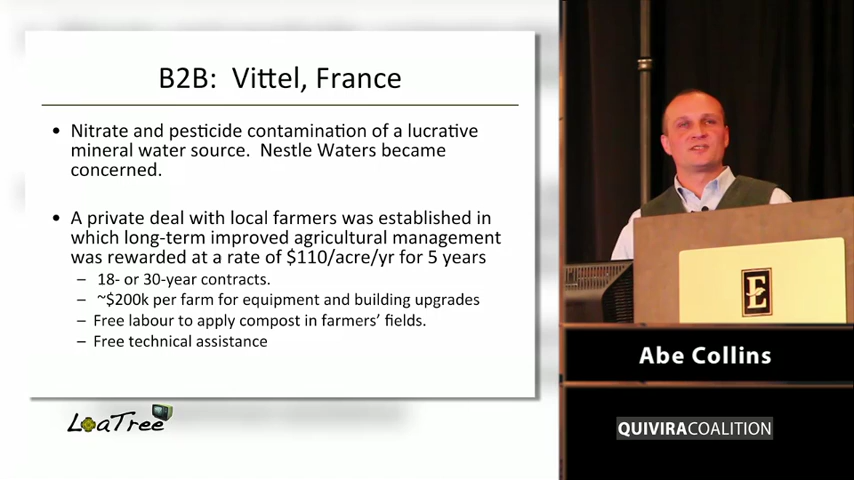 B2B: Vittel, France
• Nitrate and pesticide contamination of a lucrative
mineral water source. Nestle Waters became
concerned.
• A private deal with local farmers was established in
which long-term improved agricultural management
was rewarded at a rate of $110/acre/yr for 5 years
– 18- or 30-year contracts.
– ~$200k per farm for equipment and building upgrades
– Free labour to apply compost in farmers' fields.
– Free technical assistance
LoaTree
E
Abe Collins
QUIVIRACOALITION